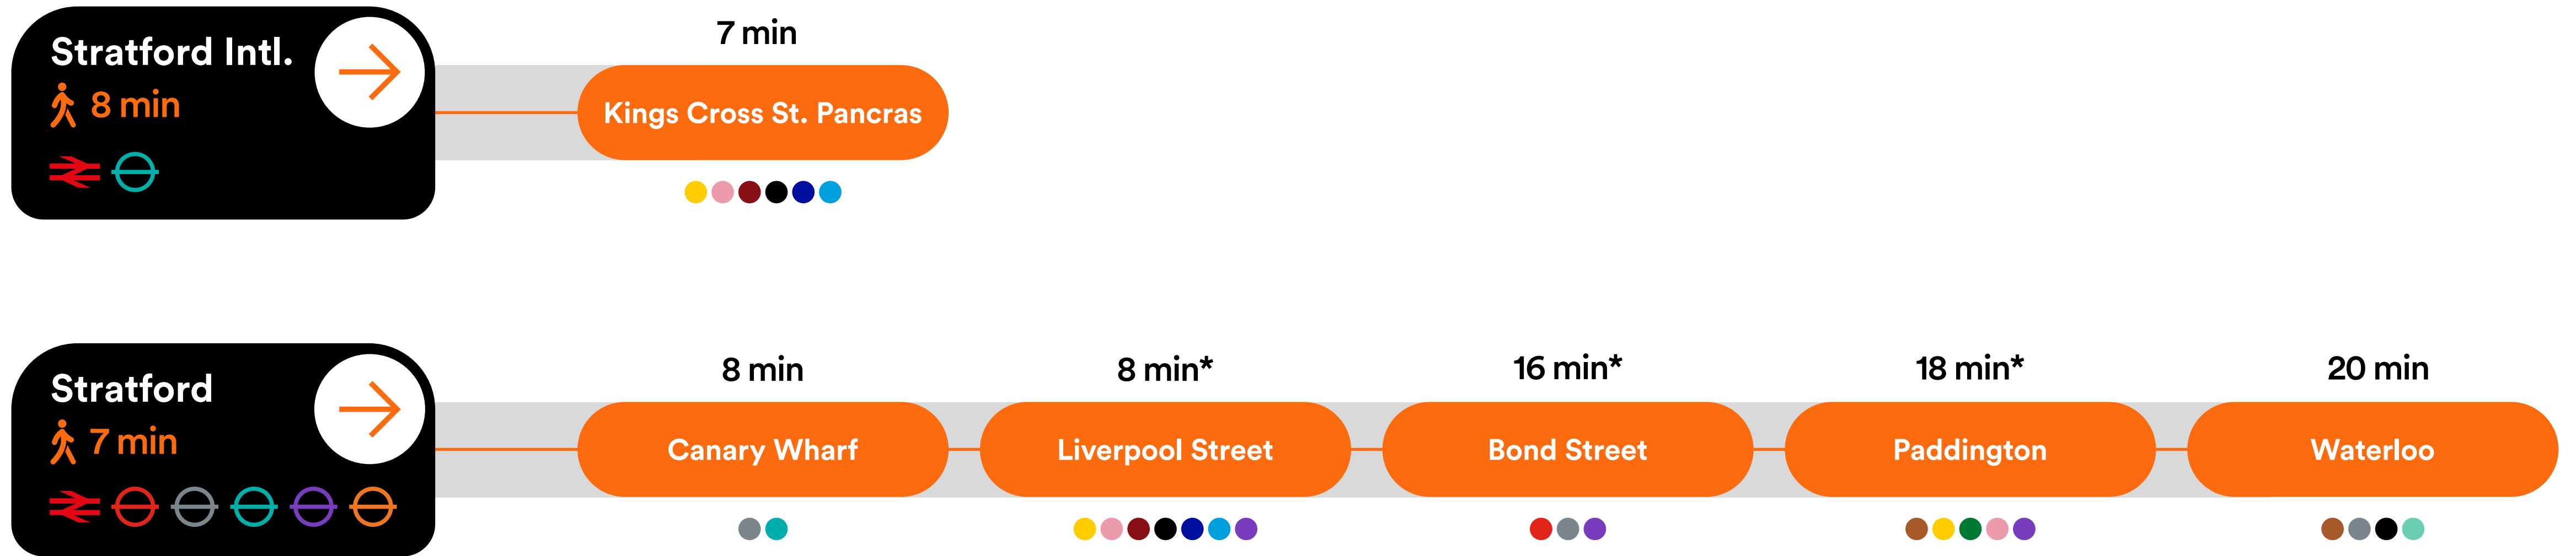 Stratford Intl.
8 min
7 min
Kings Cross St. Pancras
Stratford
7 min
8 min
Canary Wharf
8 min*
Liverpool Street
16 min*
Bond Street
18 min*
Paddington
20 min
Waterloo